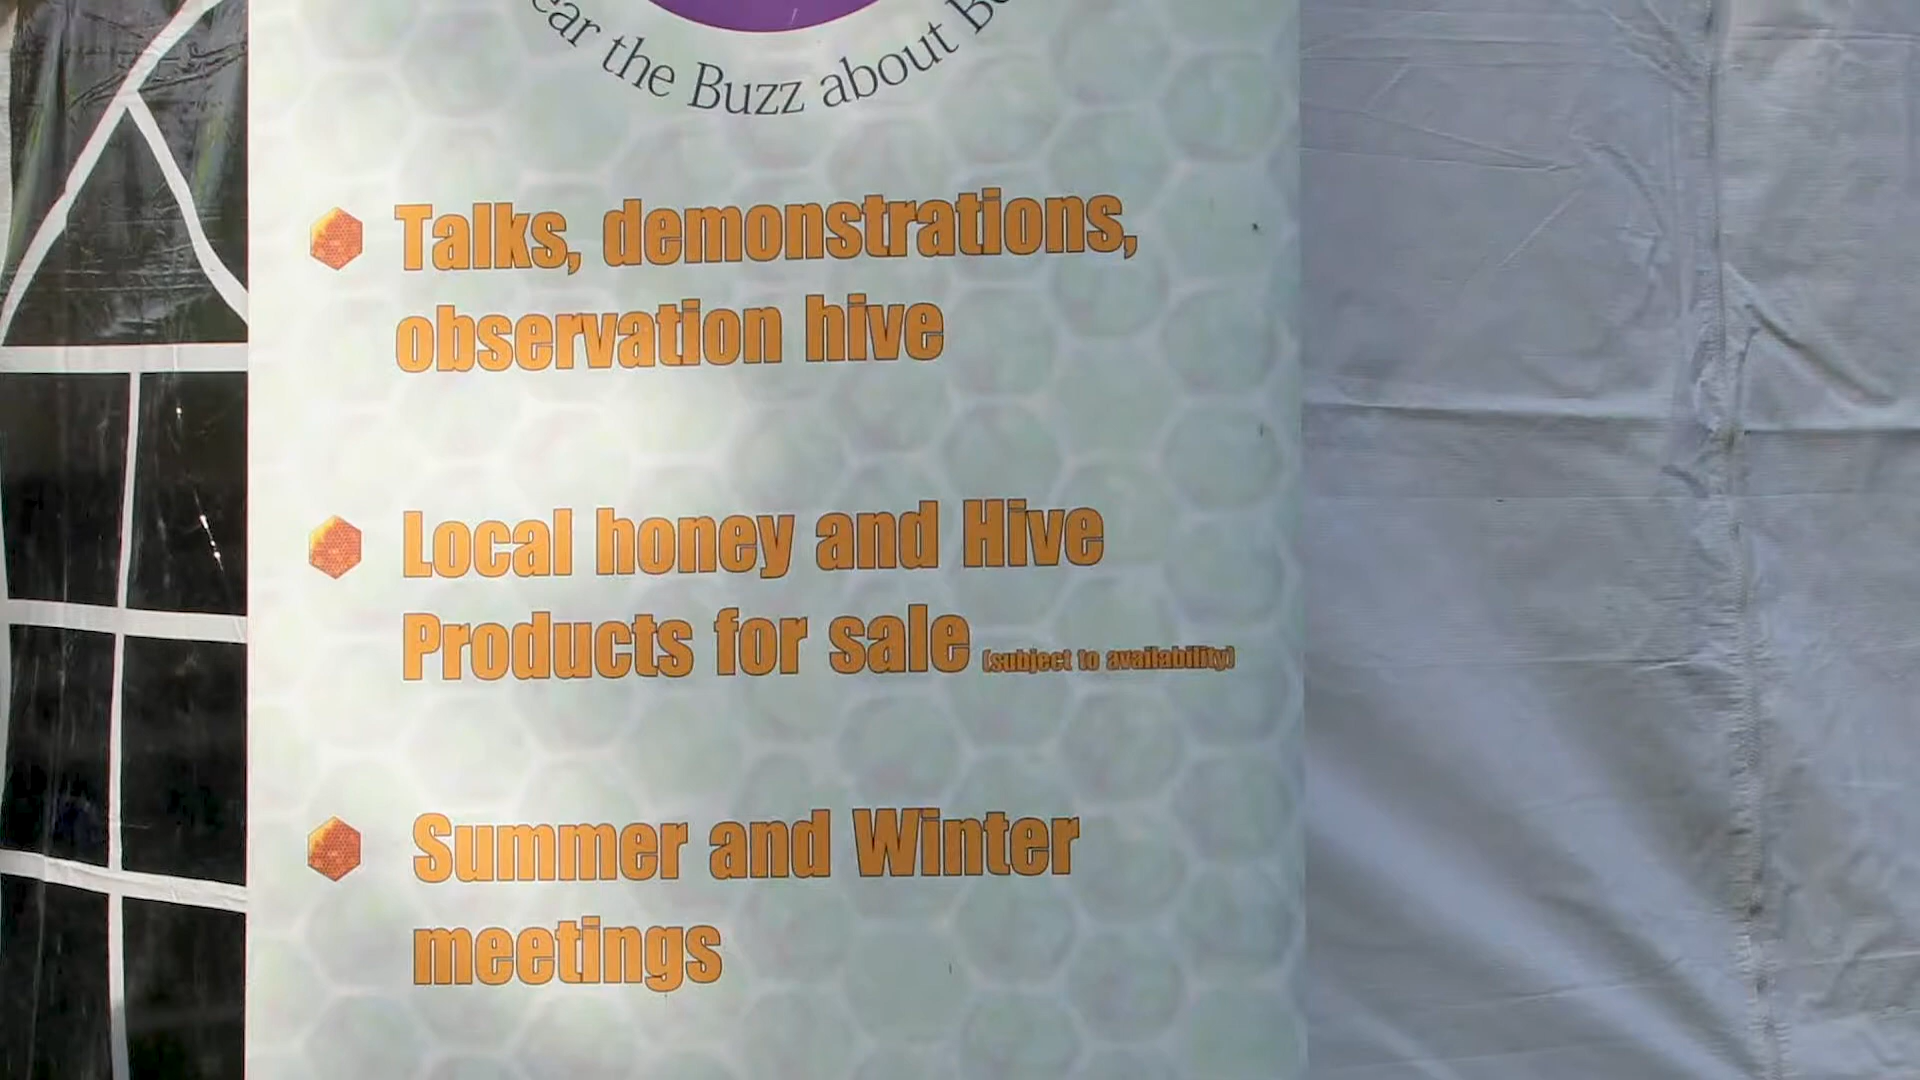 the Buzz about
Talks, demonstrations,
observation hive
Local honey and Hive
Products for sale (subject to availability)
Summer and Winter
meetings